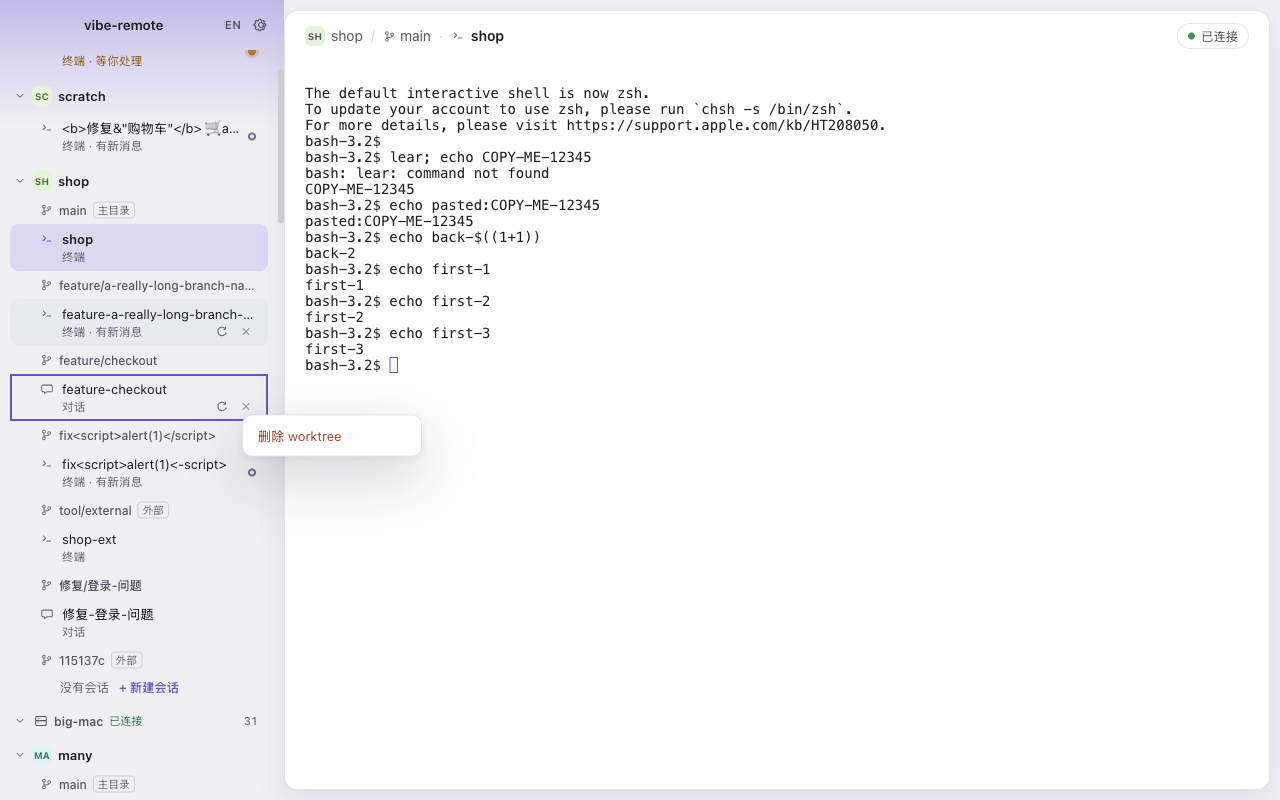 vibe-remote EN
终端 · 等你处理
SC scratch
<b>修复&"购物车"</b> 🛒a...
终端 · 有新消息
SH shop
main 主目录
shop
终端
feature/a-really-long-branch-na...
feature-a-really-long-branch-...
终端 · 有新消息
feature/checkout
feature-checkout
对话
fix<script>alert(1)</script>
fix<script>alert(1)<-script>
终端 · 有新消息
tool/external 外部
shop-ext
终端
修复/登录-问题
修复-登录-问题
对话
115137c 外部
没有会话 + 新建会话
big-mac 已连接 31
MA many
main 主目录
删除 worktree
SH shop / main · shop 已连接
The default interactive shell is now zsh.
To update your account to use zsh, please run `chsh -s /bin/zsh`.
For more details, please visit https://support.apple.com/kb/HT208050.
bash-3.2$
bash-3.2$ lear; echo COPY-ME-12345
bash: lear: command not found
COPY-ME-12345
bash-3.2$ echo pasted:COPY-ME-12345
pasted:COPY-ME-12345
bash-3.2$ echo back-$((1+1))
back-2
bash-3.2$ echo first-1
first-1
bash-3.2$ echo first-2
first-2
bash-3.2$ echo first-3
first-3
bash-3.2$